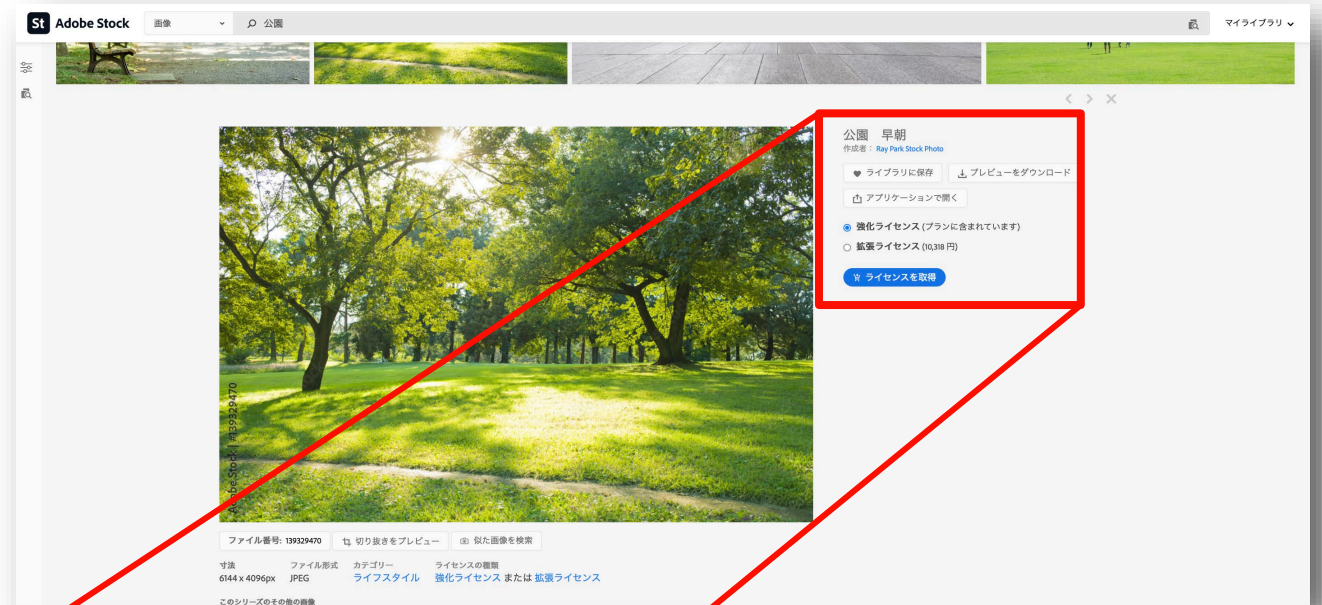 St Adobe Stock 画像 公園 マイライブラリ
公園 早朝
作成者： Ray Park Stock Photo
ライブラリに保存 プレビューをダウンロード
アプリケーションで開く
強化ライセンス (プランに含まれています)
拡張ライセンス (10,318 円)
ライセンスを取得
Adobe Stock | #139329470
ファイル番号: 139329470 切り抜きをプレビュー 似た画像を検索
寸法 ファイル形式 カテゴリー ライセンスの種類
6144 x 4096px JPEG ライフスタイル 強化ライセンス または 拡張ライセンス
このシリーズのその他の画像